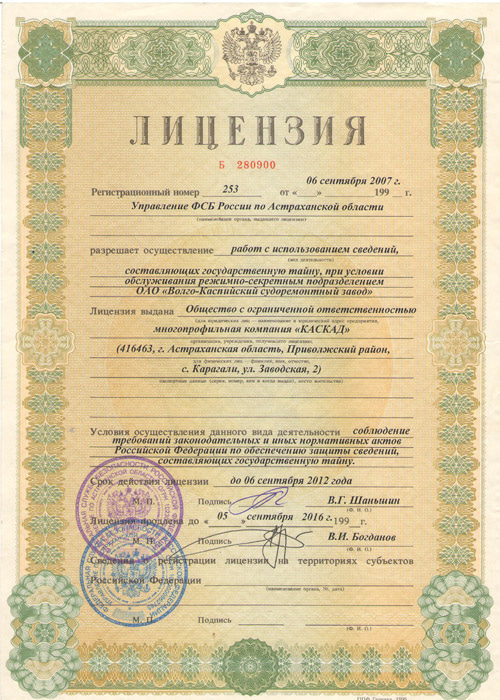 ЛИЦЕНЗИЯ
Б 280900
06 сентября 2007 г.
Регистрационный номер 253 от « » 199 г.
Управление ФСБ России по Астраханской области
(наименование органа, выдавшего лицензию)
разрешает осуществление работ с использованием сведений,
(вид деятельности)
составляющих государственную тайну, при условии
обслуживания режимно-секретным подразделением
ОАО «Волго-Каспийский судоремонтный завод»
Лицензия выдана Общество с ограниченной ответственностью
(для юридических лиц — наименование и юридический адрес предприятия,
многопрофильная компания «КАСКАД»
организации, учреждения, получившего лицензию;
(416463, г. Астраханская область, Приволжский район,
для физических лиц — фамилия, имя, отчество,
с. Карагали, ул. Заводская, 2)
паспортные данные (серия, номер, кем и когда выдан), место жительства)
Условия осуществления данного вида деятельности соблюдение
требований законодательных и иных нормативных актов
Российской Федерации по обеспечению защиты сведений,
составляющих государственную тайну.
Срок действия лицензии до 06 сентября 2012 года
М. П. Подпись В.Г. Шаньшин
(Ф. И. О.)
Лицензия продлена до « 05 » сентября 2016 г. 199 г.
М. П. Подпись В.И. Богданов
(Ф. И. О.)
Сведения о регистрации лицензии на территориях субъектов
Российской Федерации
(наименование органа, №, дата)
М. П. Подпись
(Ф. И. О.)